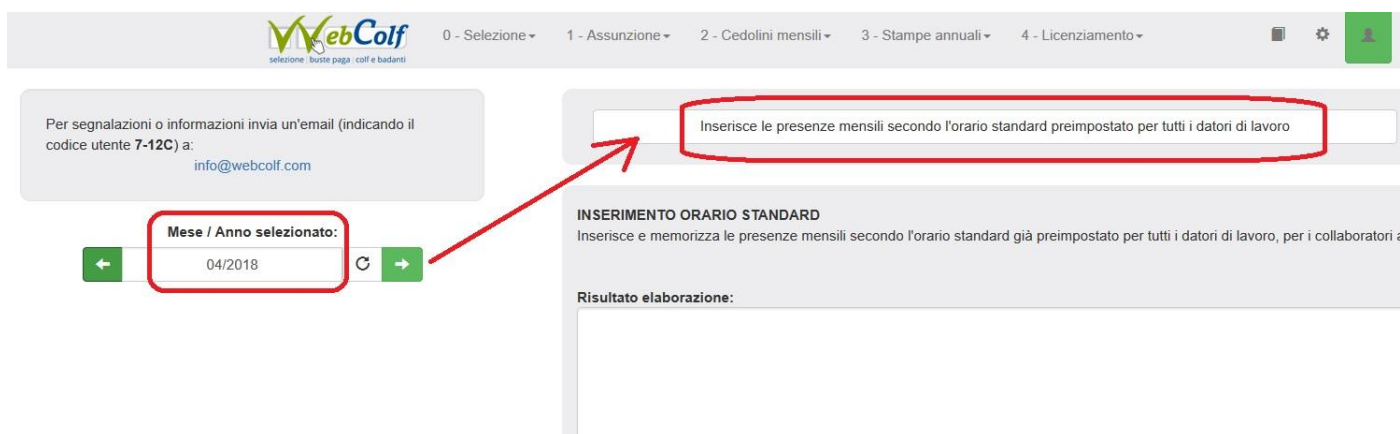 WebColf
selezione | buste paga | colf e badanti
0 - Selezione
1 - Assunzione
2 - Cedolini mensili
3 - Stampe annuali
4 - Licenziamento
Per segnalazioni o informazioni invia un'email (indicando il
codice utente 7-12C) a:
info@webcolf.com
Mese / Anno selezionato:
04/2018
Inserisce le presenze mensili secondo l'orario standard preimpostato per tutti i datori di lavoro
INSERIMENTO ORARIO STANDARD
Inserisce e memorizza le presenze mensili secondo l'orario standard già preimpostato per tutti i datori di lavoro, per i collaboratori a
Risultato elaborazione: